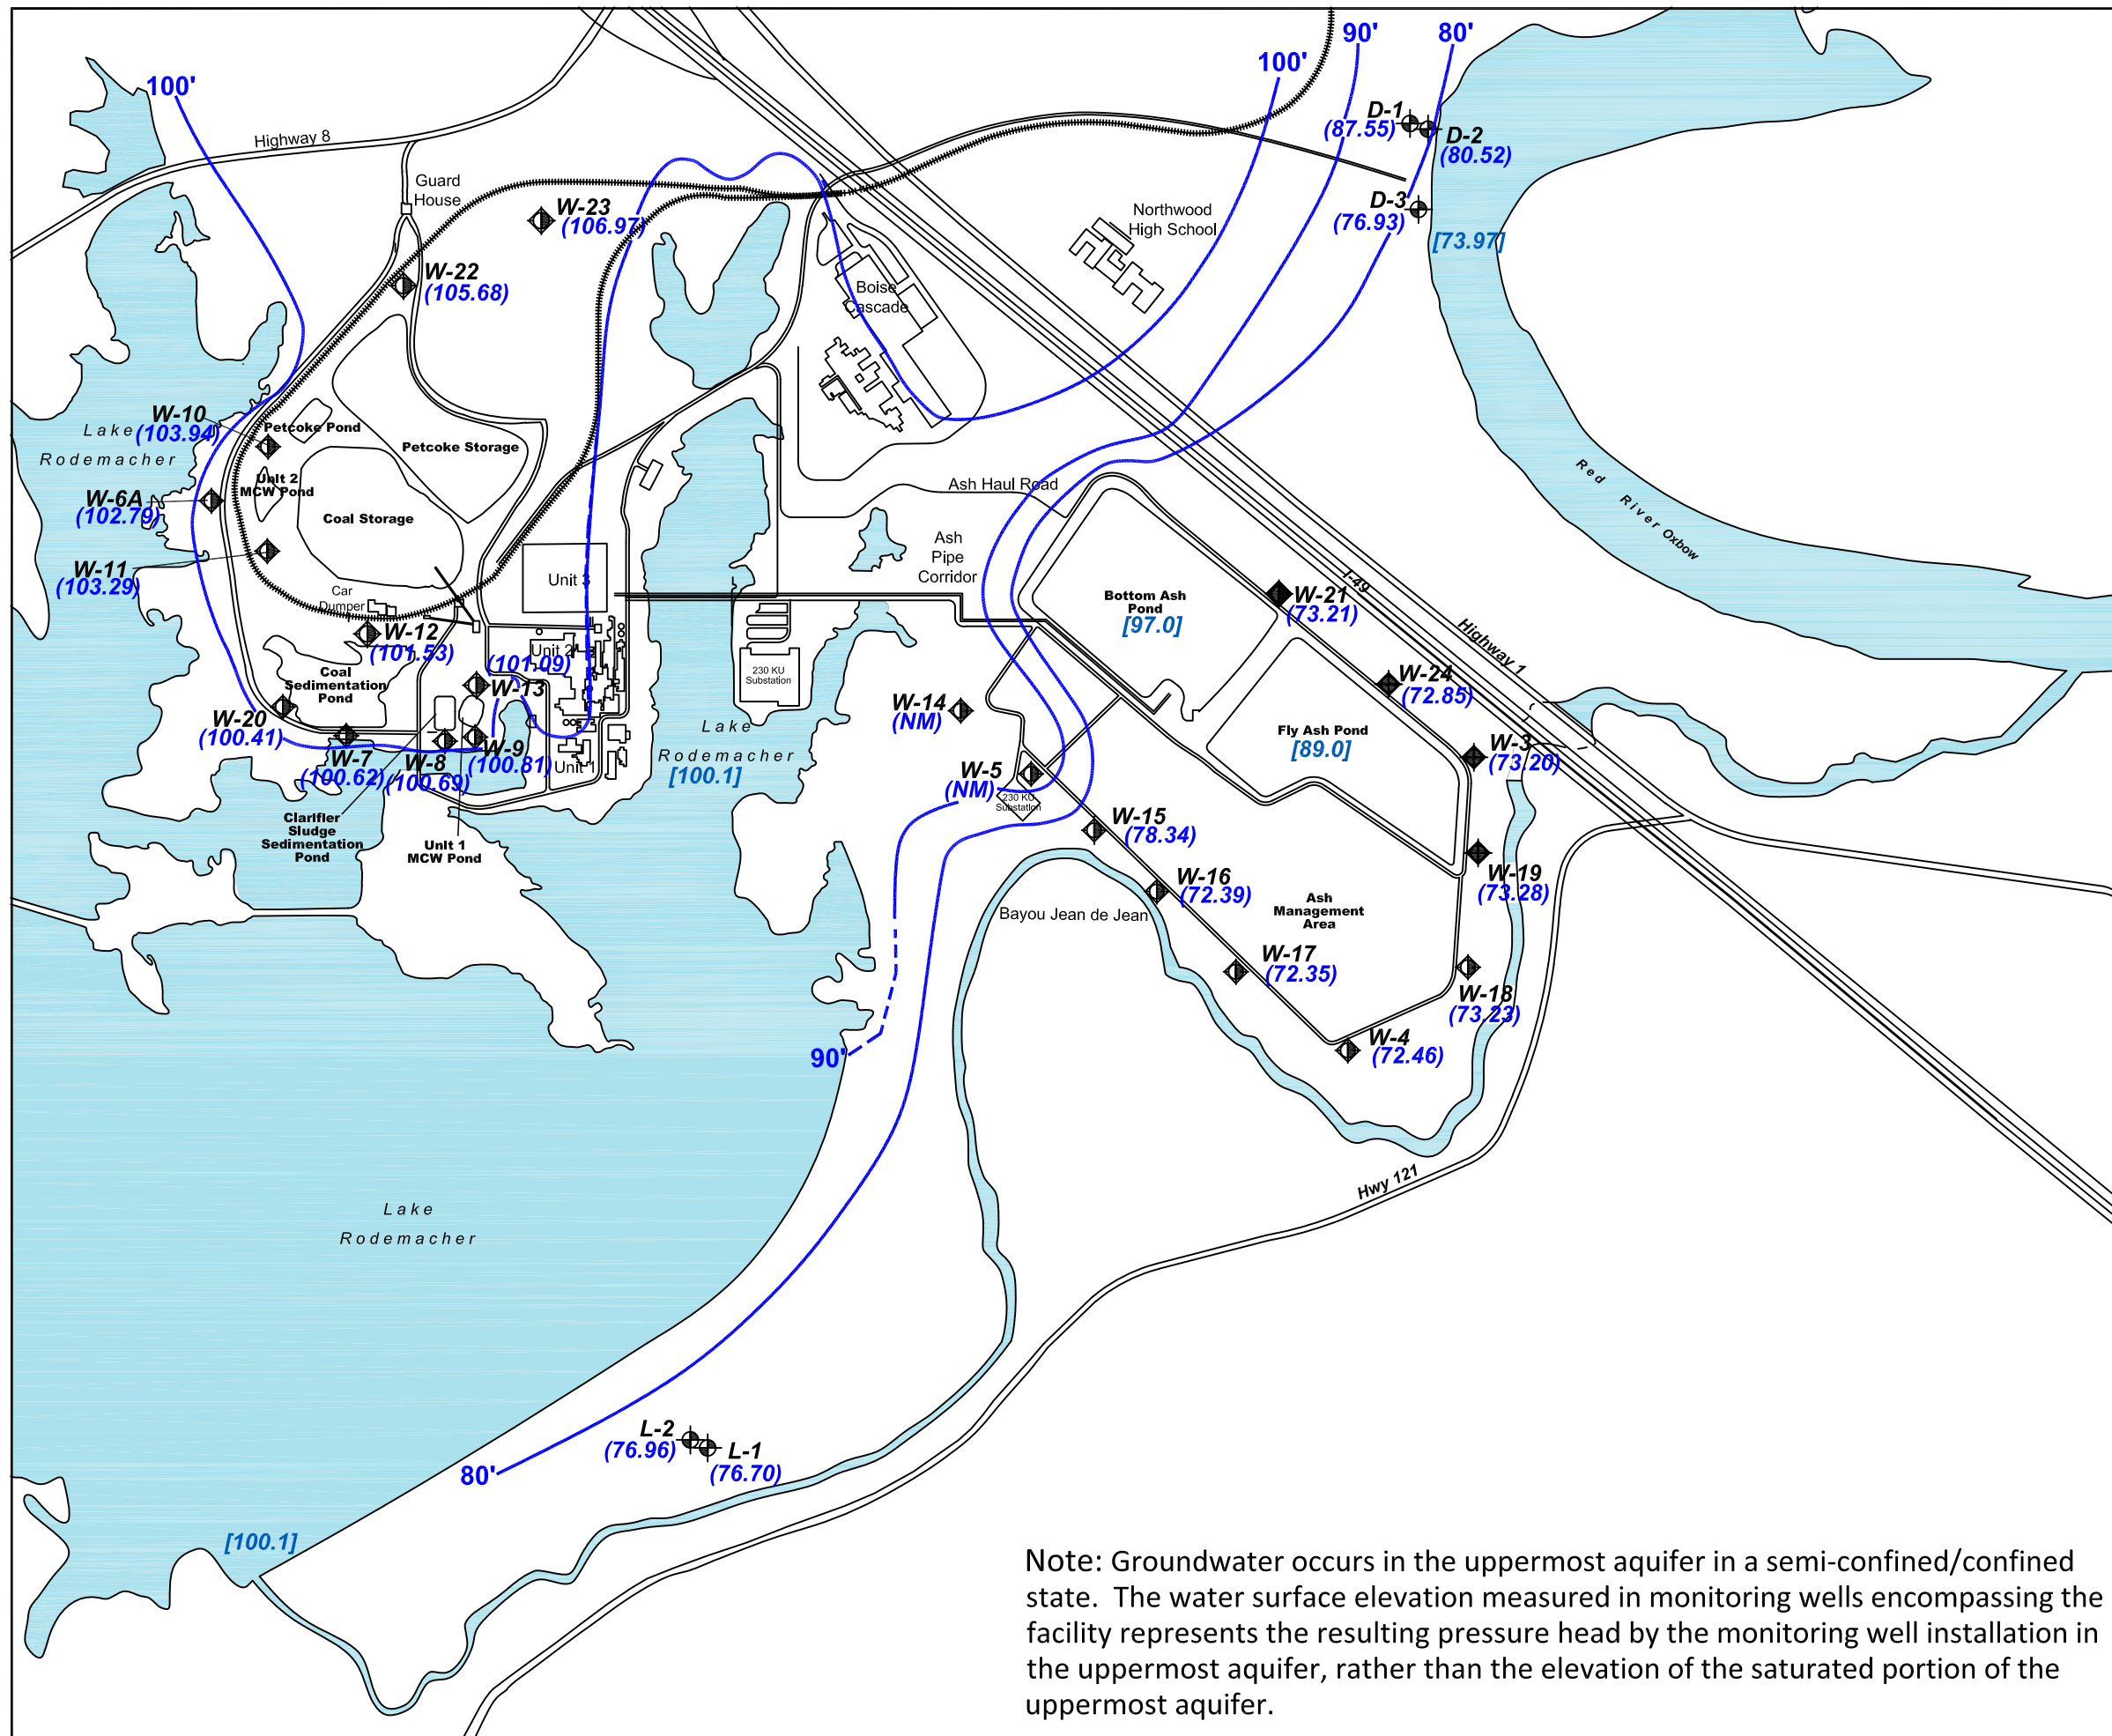 90'
80'
100'
100'
D-1
(87.55)
D-2
(80.52)
Highway 8
Guard
House
W-23
(106.97)
D-3
(76.93)
Northwood
High School
[73.97]
W-22
(105.68)
Boise
Cascade
W-10
(103.94)
Lake
Rodemacher
Petcoke Pond
Petcoke Storage
Unit 2
MCW Pond
W-6A
(102.79)
Coal Storage
Ash Haul Road
Red River Oxbow
W-11
(103.29)
Ash
Pipe
Corridor
Unit 3
Car
Dumper
I-49
Bottom Ash
Pond
[97.0]
W-21
(73.21)
Highway 1
W-12
(101.53)
Unit 2
(101.09)
W-13
Coal
Sedimentation
Pond
230 KU
Substation
W-24
(72.85)
W-14
(NM)
W-20
(100.41)
Lake
Rodemacher
[100.1]
Fly Ash Pond
[89.0]
W-3
(73.20)
W-7
(100.62)
W-8
(100.69)
W-9
(100.81)
Unit 1
W-5
(NM)
230 KU
Substation
W-15
(78.34)
Clarifier
Sludge
Sedimentation
Pond
Unit 1
MCW Pond
W-16
(72.39)
W-19
(73.28)
Bayou Jean de Jean
Ash
Management
Area
W-17
(72.35)
W-18
(73.23)
W-4
(72.46)
90'
Hwy 121
Lake
Rodemacher
L-2
(76.96)
L-1
(76.70)
80'
[100.1]
Note: Groundwater occurs in the uppermost aquifer in a semi-confined/confined
state. The water surface elevation measured in monitoring wells encompassing the
facility represents the resulting pressure head by the monitoring well installation in
the uppermost aquifer, rather than the elevation of the saturated portion of the
uppermost aquifer.